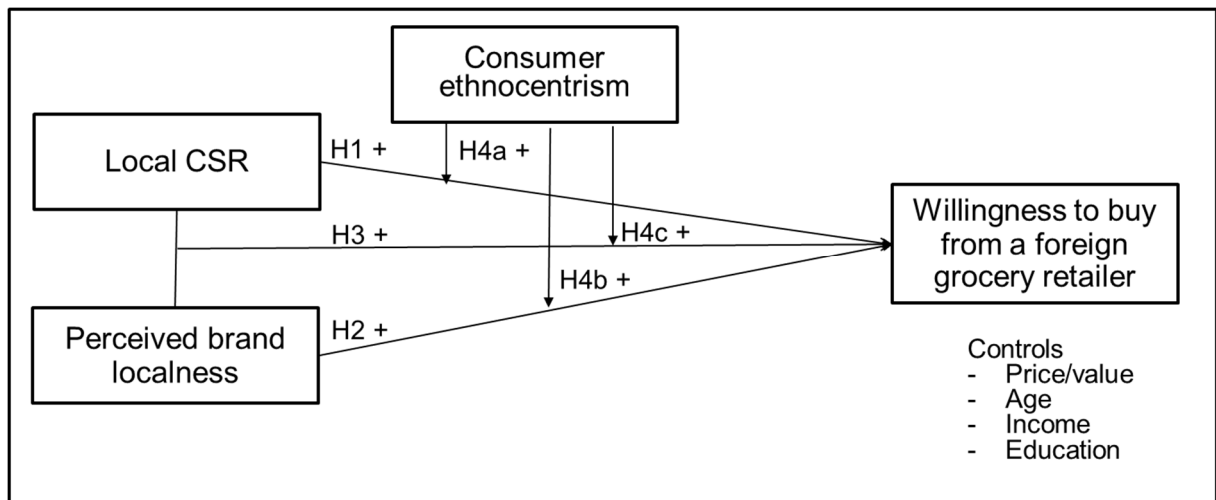 Consumer
ethnocentrism
Local CSR
H1 +
H4a +
Willingness to buy
from a foreign
grocery retailer
H3 +
H4c +
H4b +
Perceived brand
localness
H2 +
Controls
- Price/value
- Age
- Income
- Education